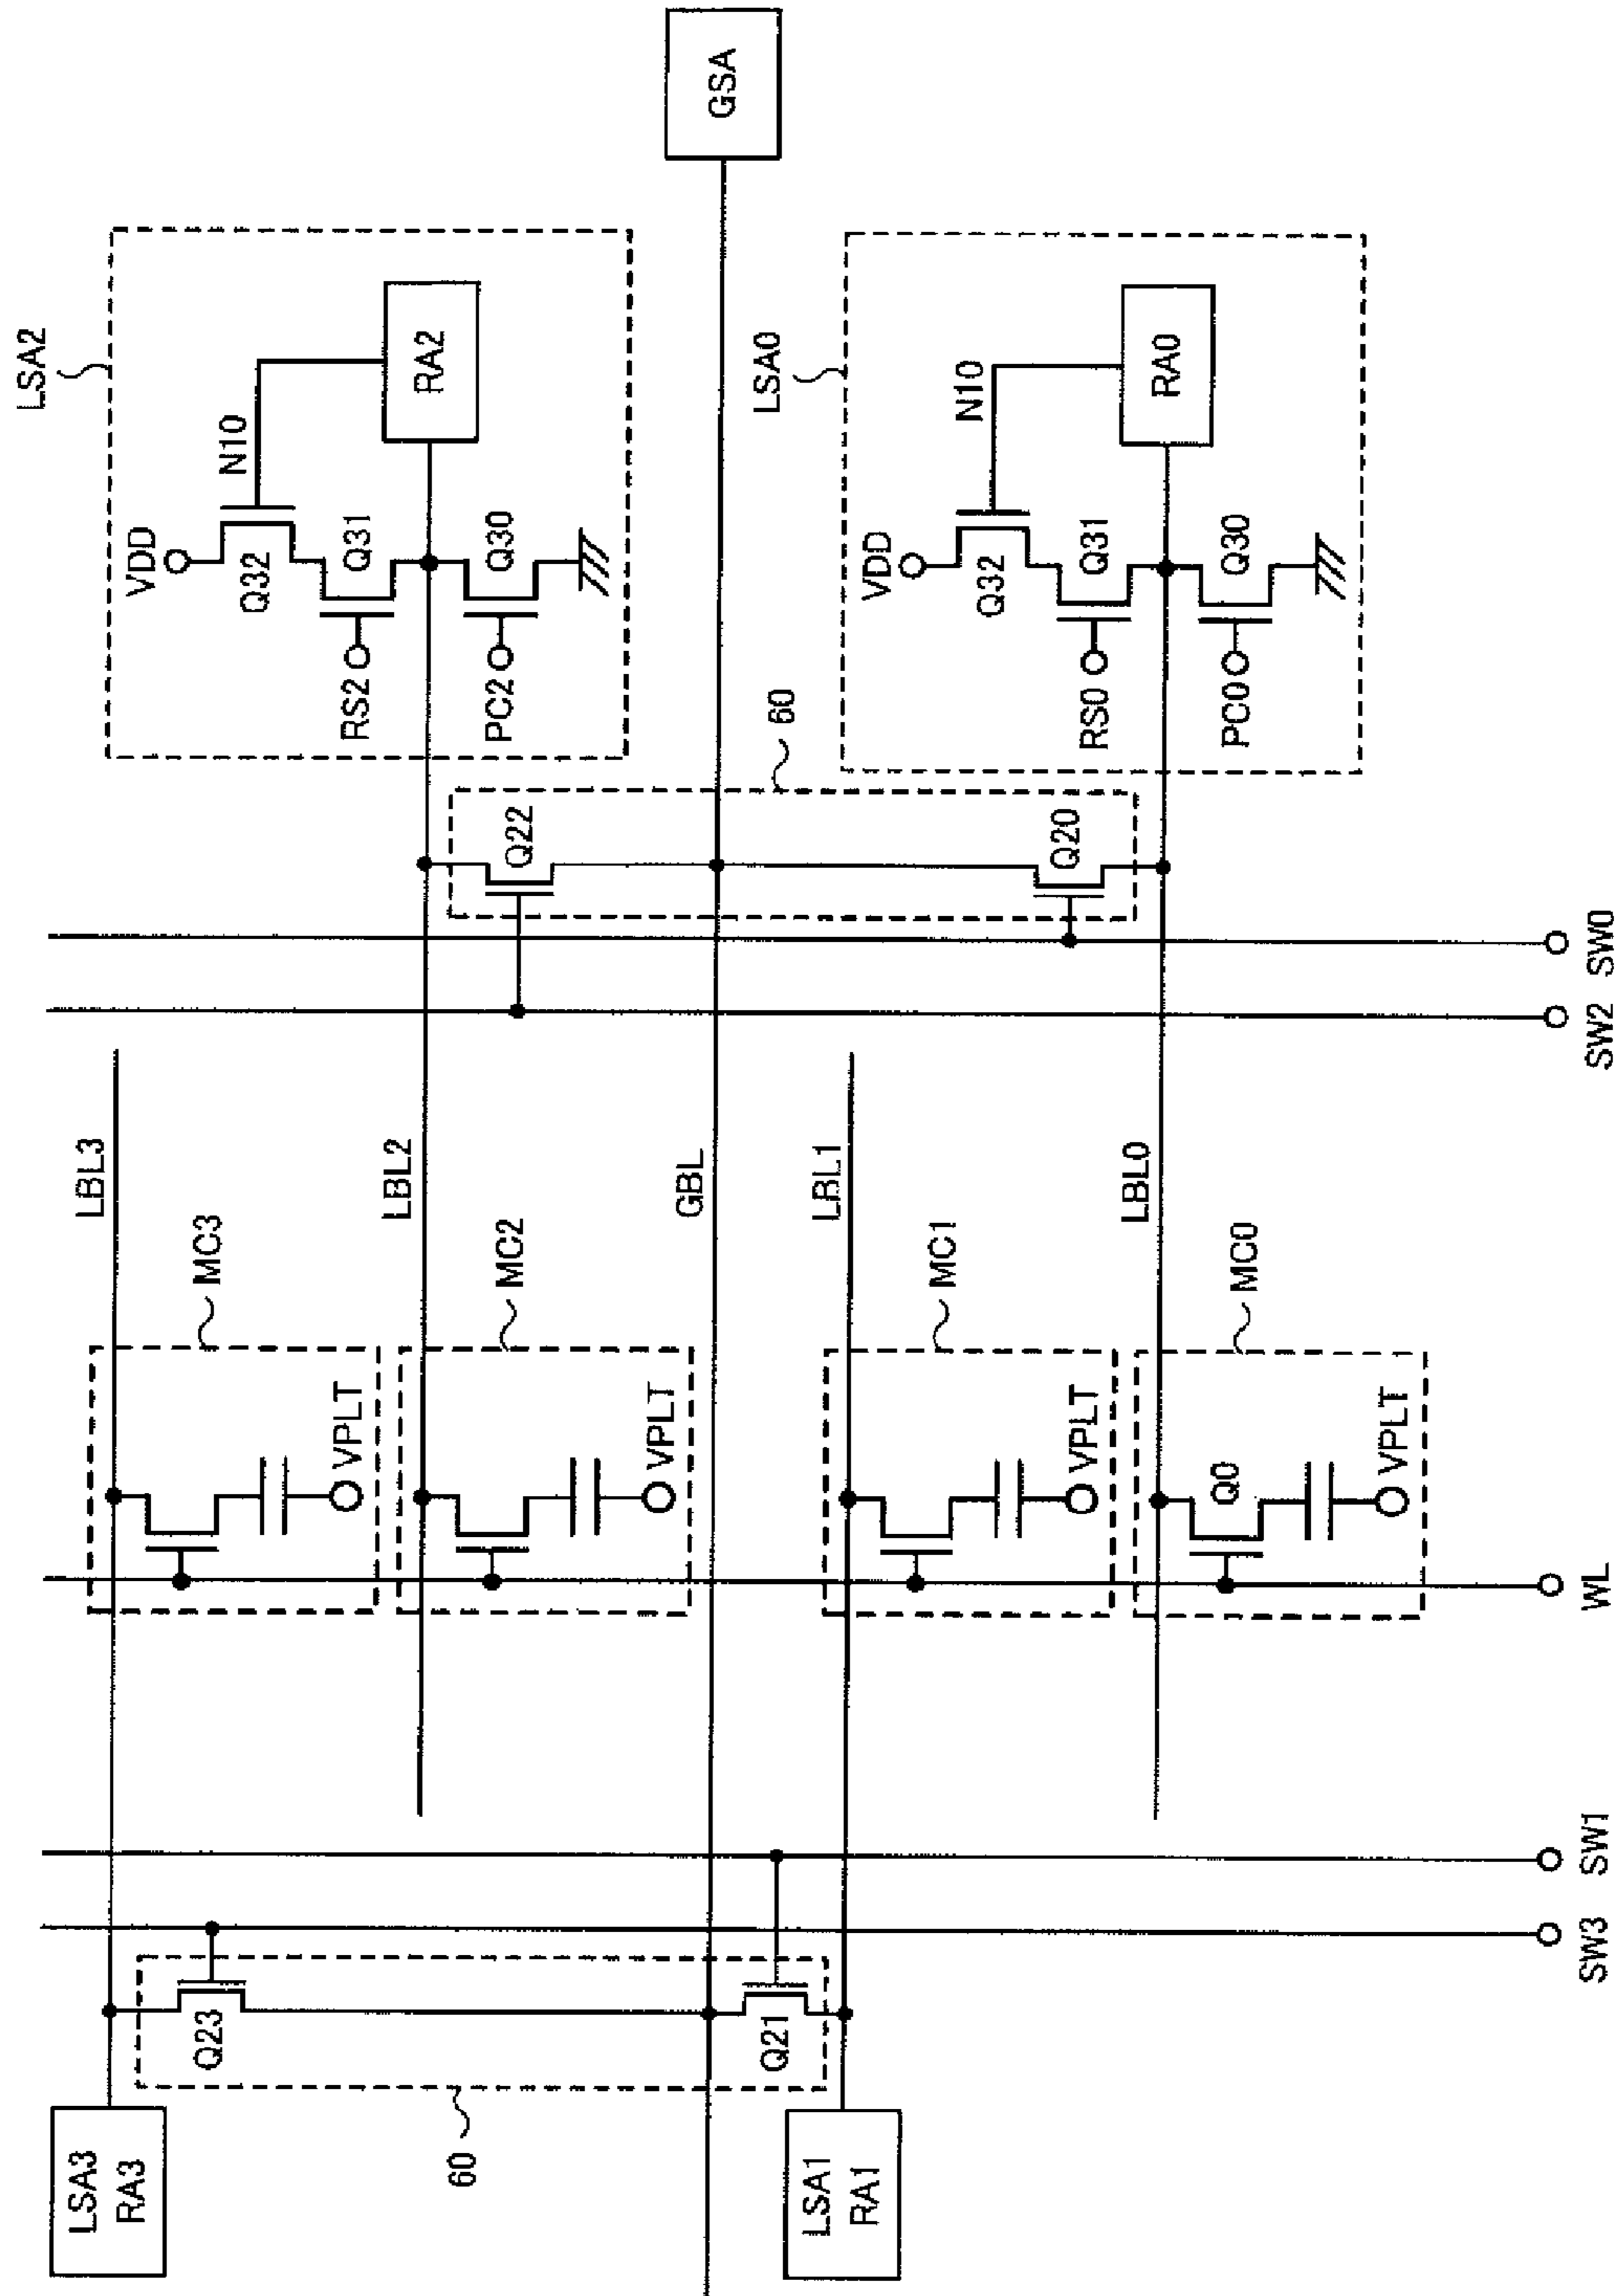 LSA2
LSA0
GSA
VDD
N10
Q32
Q31
RS2
RA2
PC2
Q30
VDD
N10
Q32
Q31
RS0
RA0
PC0
Q30
60
Q22
Q20
SW0
SW2
LBL3
LBL2
GBL
LBL1
LBL0
MC3
MC2
MC1
MC0
VPLT
VPLT
VPLT
Q0
VPLT
WL
SW1
SW3
Q23
Q21
60
LSA3
RA3
LSA1
RA1